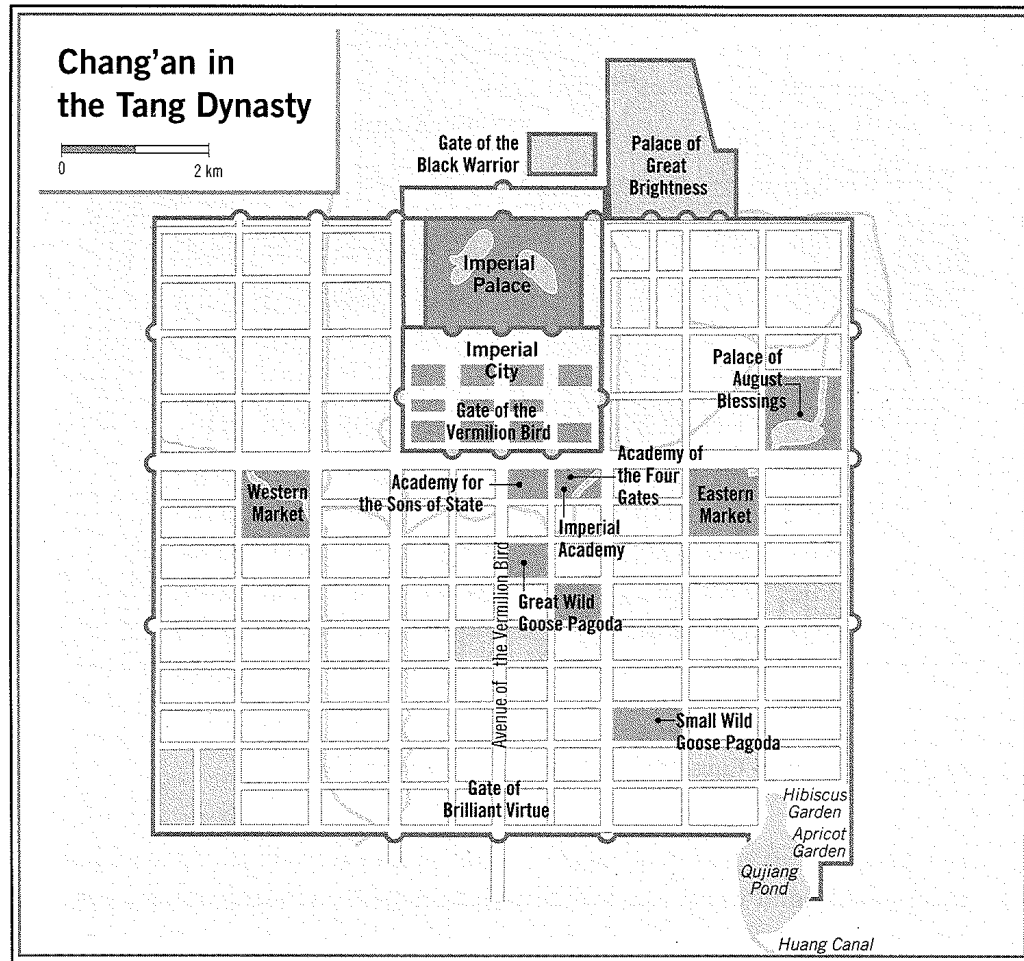 Chang'an in
the Tang Dynasty
0 2 km
Gate of the
Black Warrior
Palace of
Great
Brightness
Imperial
Palace
Imperial
City
Palace of
August
Blessings
Gate of the
Vermilion Bird
Western
Market
Academy for
the Sons of State
Academy of
the Four
Gates
Imperial
Academy
Eastern
Market
Avenue of the Vermilion Bird
Great Wild
Goose Pagoda
Small Wild
Goose Pagoda
Gate of
Brilliant Virtue
Hibiscus
Garden
Apricot
Garden
Qujiang
Pond
Huang Canal